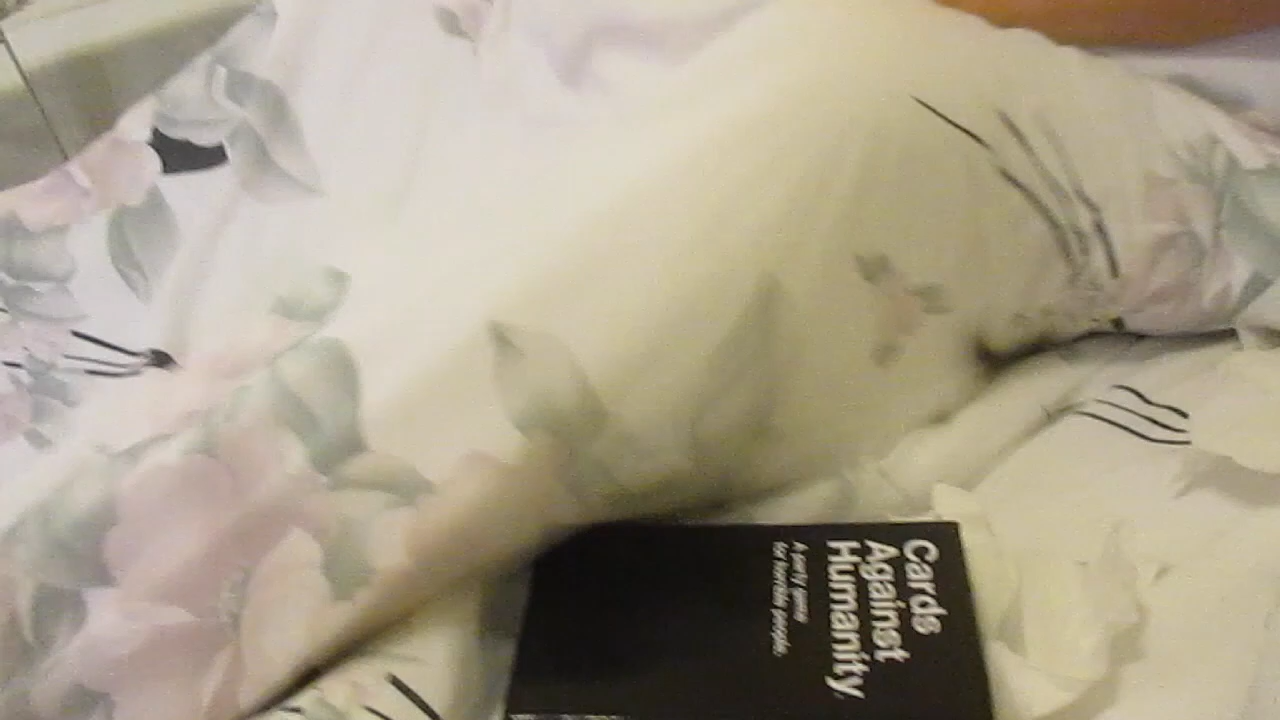 Cards
Against
Humanity.
A party game
for horrible people.